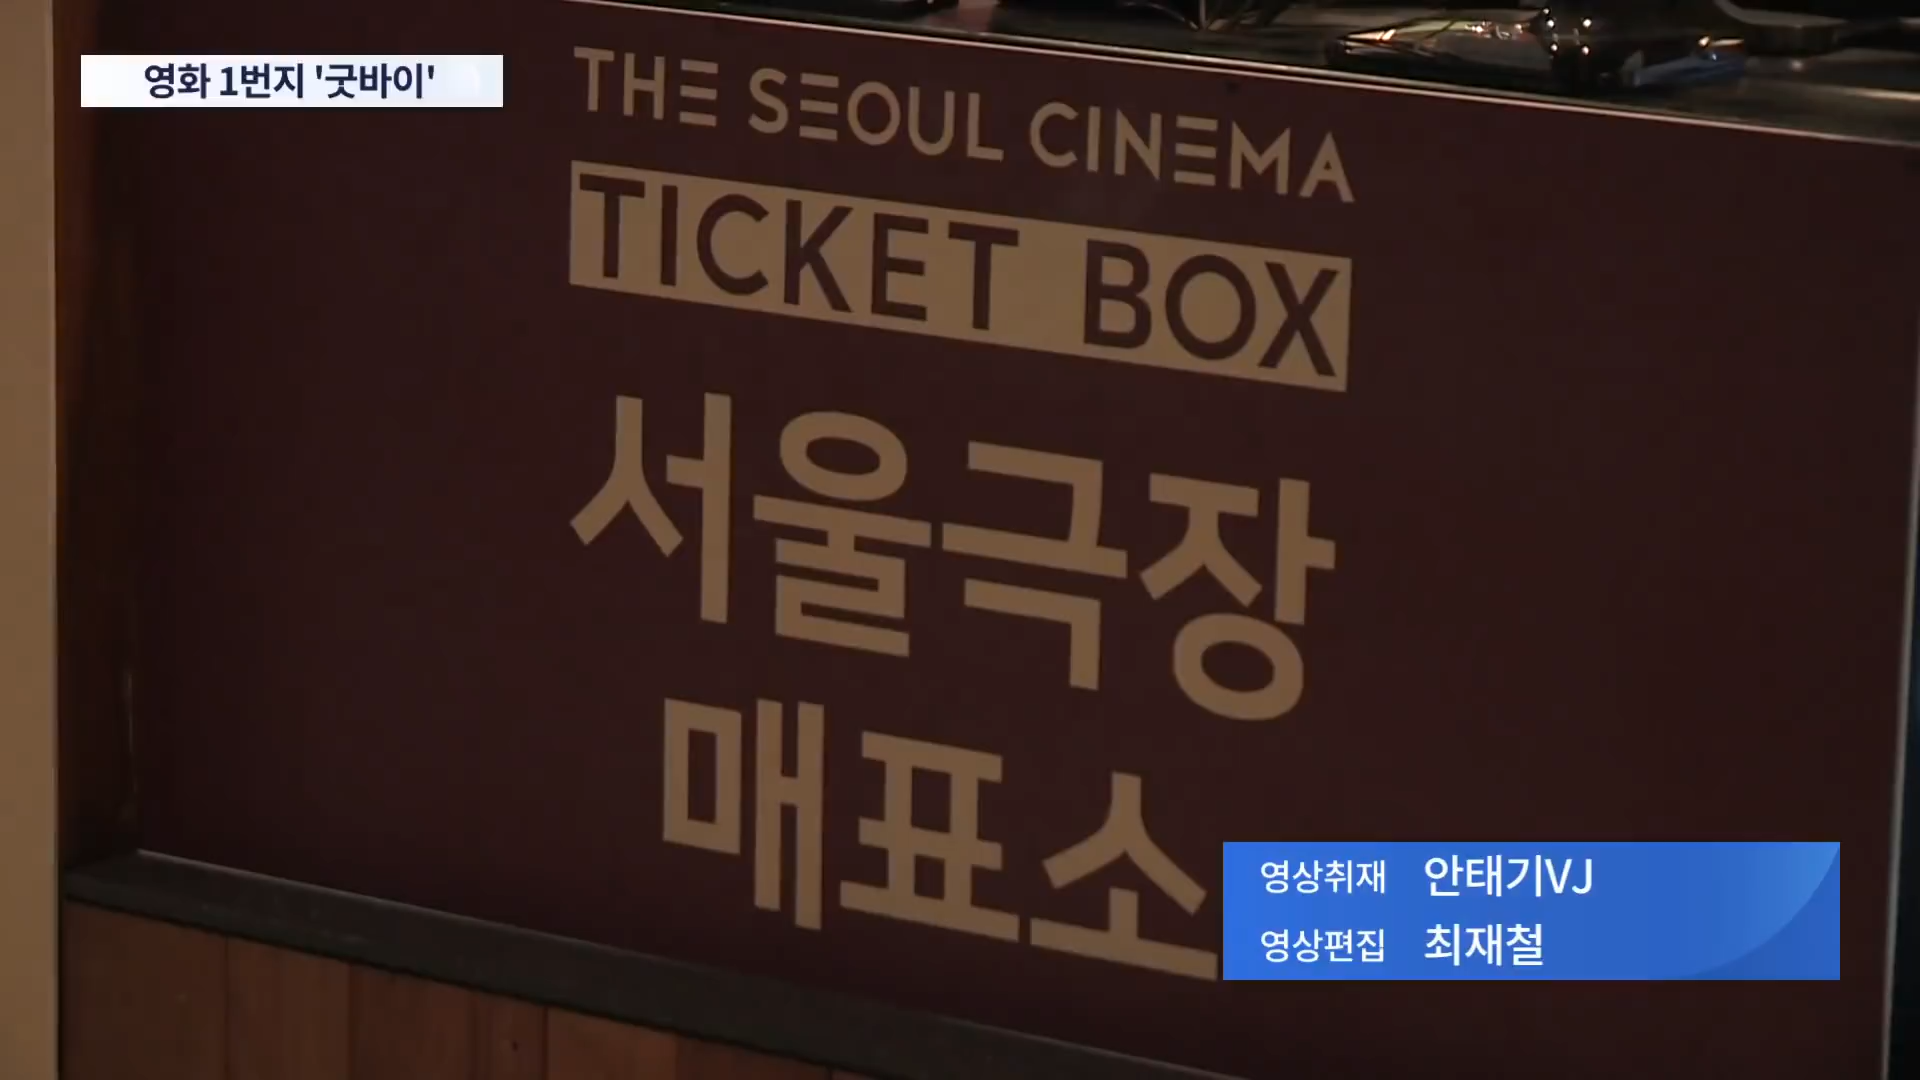 영화 1번지 '굿바이'
THE SEOUL CINEMA
TICKET BOX
서울극장
매표소
영상취재 안태기VJ
영상편집 최재철